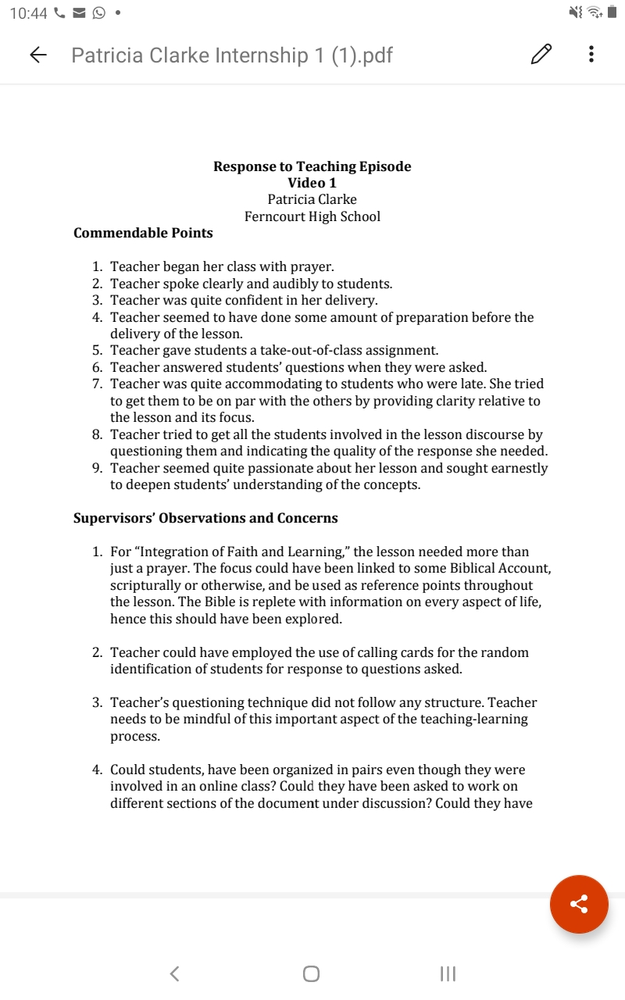 10:44
Patricia Clarke Internship 1 (1).pdf
Response to Teaching Episode
Video 1
Patricia Clarke
Ferncourt High School
Commendable Points
1. Teacher began her class with prayer.
2. Teacher spoke clearly and audibly to students.
3. Teacher was quite confident in her delivery.
4. Teacher seemed to have done some amount of preparation before the
delivery of the lesson.
5. Teacher gave students a take-out-of-class assignment.
6. Teacher answered students’ questions when they were asked.
7. Teacher was quite accommodating to students who were late. She tried
to get them to be on par with the others by providing clarity relative to
the lesson and its focus.
8. Teacher tried to get all the students involved in the lesson discourse by
questioning them and indicating the quality of the response she needed.
9. Teacher seemed quite passionate about her lesson and sought earnestly
to deepen students’ understanding of the concepts.
Supervisors’ Observations and Concerns
1. For “Integration of Faith and Learning,” the lesson needed more than
just a prayer. The focus could have been linked to some Biblical Account,
scripturally or otherwise, and be used as reference points throughout
the lesson. The Bible is replete with information on every aspect of life,
hence this should have been explored.
2. Teacher could have employed the use of calling cards for the random
identification of students for response to questions asked.
3. Teacher’s questioning technique did not follow any structure. Teacher
needs to be mindful of this important aspect of the teaching-learning
process.
4. Could students, have been organized in pairs even though they were
involved in an online class? Could they have been asked to work on
different sections of the document under discussion? Could they have